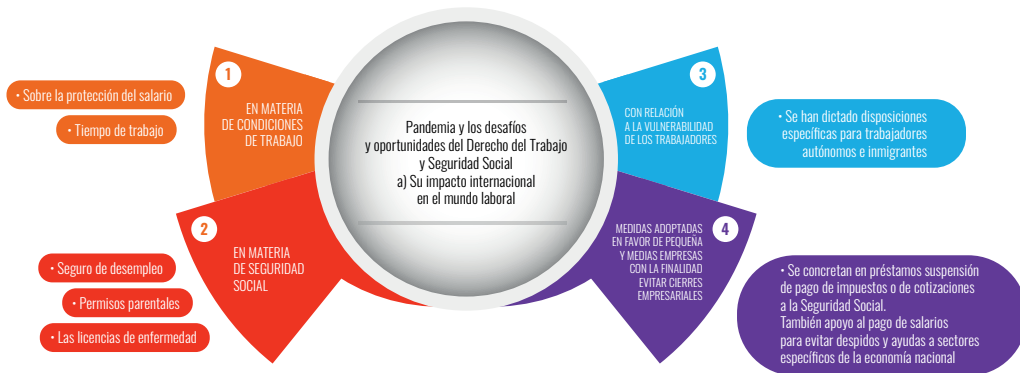 Pandemia y los desafíos
y oportunidades del Derecho del Trabajo
y Seguridad Social
a) Su impacto internacional
en el mundo laboral
1
EN MATERIA
DE CONDICIONES
DE TRABAJO
• Sobre la protección del salario
• Tiempo de trabajo
2
EN MATERIA
DE SEGURIDAD
SOCIAL
• Seguro de desempleo
• Permisos parentales
• Las licencias de enfermedad
3
CON RELACIÓN
A LA VULNERABILIDAD
DE LOS TRABAJADORES
• Se han dictado disposiciones
específicas para trabajadores
autónomos e inmigrantes
4
MEDIDAS ADOPTADAS
EN FAVOR DE PEQUEÑA
Y MEDIAS EMPRESAS
CON LA FINALIDAD
EVITAR CIERRES
EMPRESARIALES
• Se concretan en préstamos suspensión
de pago de impuestos o de cotizaciones
a la Seguridad Social.
También apoyo al pago de salarios
para evitar despidos y ayudas a sectores
específicos de la economía nacional